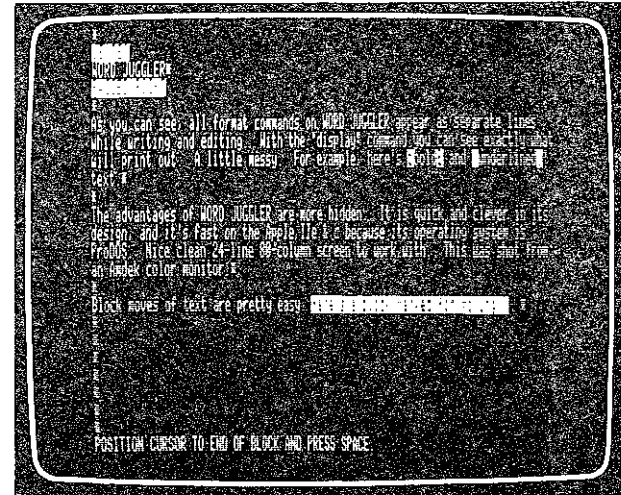 WORD JUGGLER
As you can see, all format commands on WORD JUGGLER appear as separate lines
while writing and editing. With the "display" command you can see exactly what
will print out. A little messy. For example, here's bold and underlined
text.
The advantages of WORD JUGGLER are more hidden. It is quick and clever in its
design, and it's fast on the Apple IIe & c because its operating system is
ProDOS. Nice clean 24-line 80-column screen to work with. This was shot from
an Amdek color monitor.
Block moves of text are pretty easy
POSITION CURSOR TO END OF BLOCK AND PRESS SPACE.